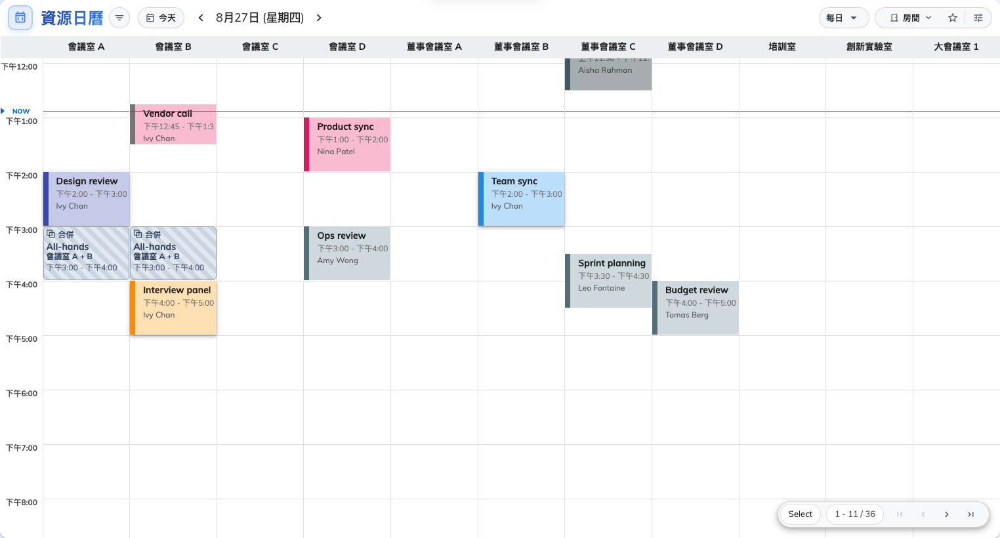 資源日曆
今天
8月27日 (星期四)
每日
房間
會議室 A
會議室 B
會議室 C
會議室 D
董事會議室 A
董事會議室 B
董事會議室 C
董事會議室 D
培訓室
創新實驗室
大會議室 1
下午12:00
上午11:30 - 下午12:
Aisha Rahman
NOW
下午1:00
Vendor call
下午12:45 - 下午1:3
Ivy Chan
Product sync
下午1:00 - 下午2:00
Nina Patel
下午2:00
Design review
下午2:00 - 下午3:00
Ivy Chan
Team sync
下午2:00 - 下午3:00
Ivy Chan
下午3:00
合併
All-hands
會議室 A + B
下午3:00 - 下午4:00
合併
All-hands
會議室 A + B
下午3:00 - 下午4:00
Ops review
下午3:00 - 下午4:00
Amy Wong
Sprint planning
下午3:30 - 下午4:30
Leo Fontaine
下午4:00
Interview panel
下午4:00 - 下午5:00
Ivy Chan
Budget review
下午4:00 - 下午5:00
Tomas Berg
下午5:00
下午6:00
下午7:00
下午8:00
Select
1 - 11 / 36